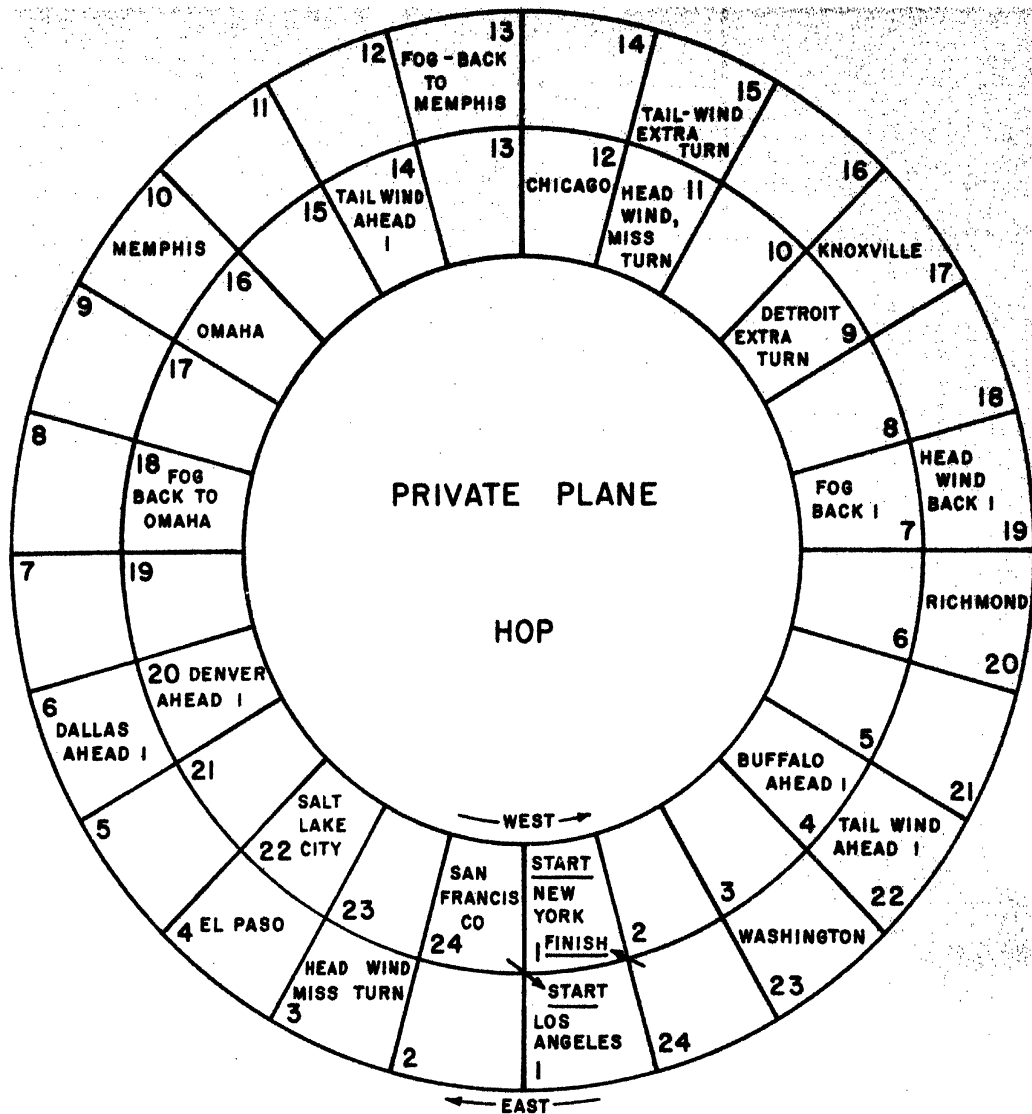 PRIVATE PLANE
HOP
WEST
START
NEW
YORK
1 FINISH
2
3
4
BUFFALO
AHEAD 1
5
6
7
FOG
BACK 1
8
9
DETROIT
EXTRA
TURN
10
11
HEAD
WIND,
MISS
TURN
12
CHICAGO
13
14
TAIL WIND
AHEAD
1
15
16
OMAHA
17
18
FOG
BACK TO
OMAHA
19
20 DENVER
AHEAD 1
21
22
SALT
LAKE
CITY
23
24
SAN
FRANCIS
CO
START
LOS
ANGELES
1
2
3
HEAD WIND
MISS TURN
4 EL PASO
5
6
DALLAS
AHEAD 1
7
8
9
10
MEMPHIS
11
12
13
FOG-BACK
TO
MEMPHIS
14
15
TAIL-WIND
EXTRA
TURN
16
17
KNOXVILLE
18
19
HEAD
WIND
BACK 1
20
RICHMOND
21
22
TAIL WIND
AHEAD 1
23
WASHINGTON
24
EAST